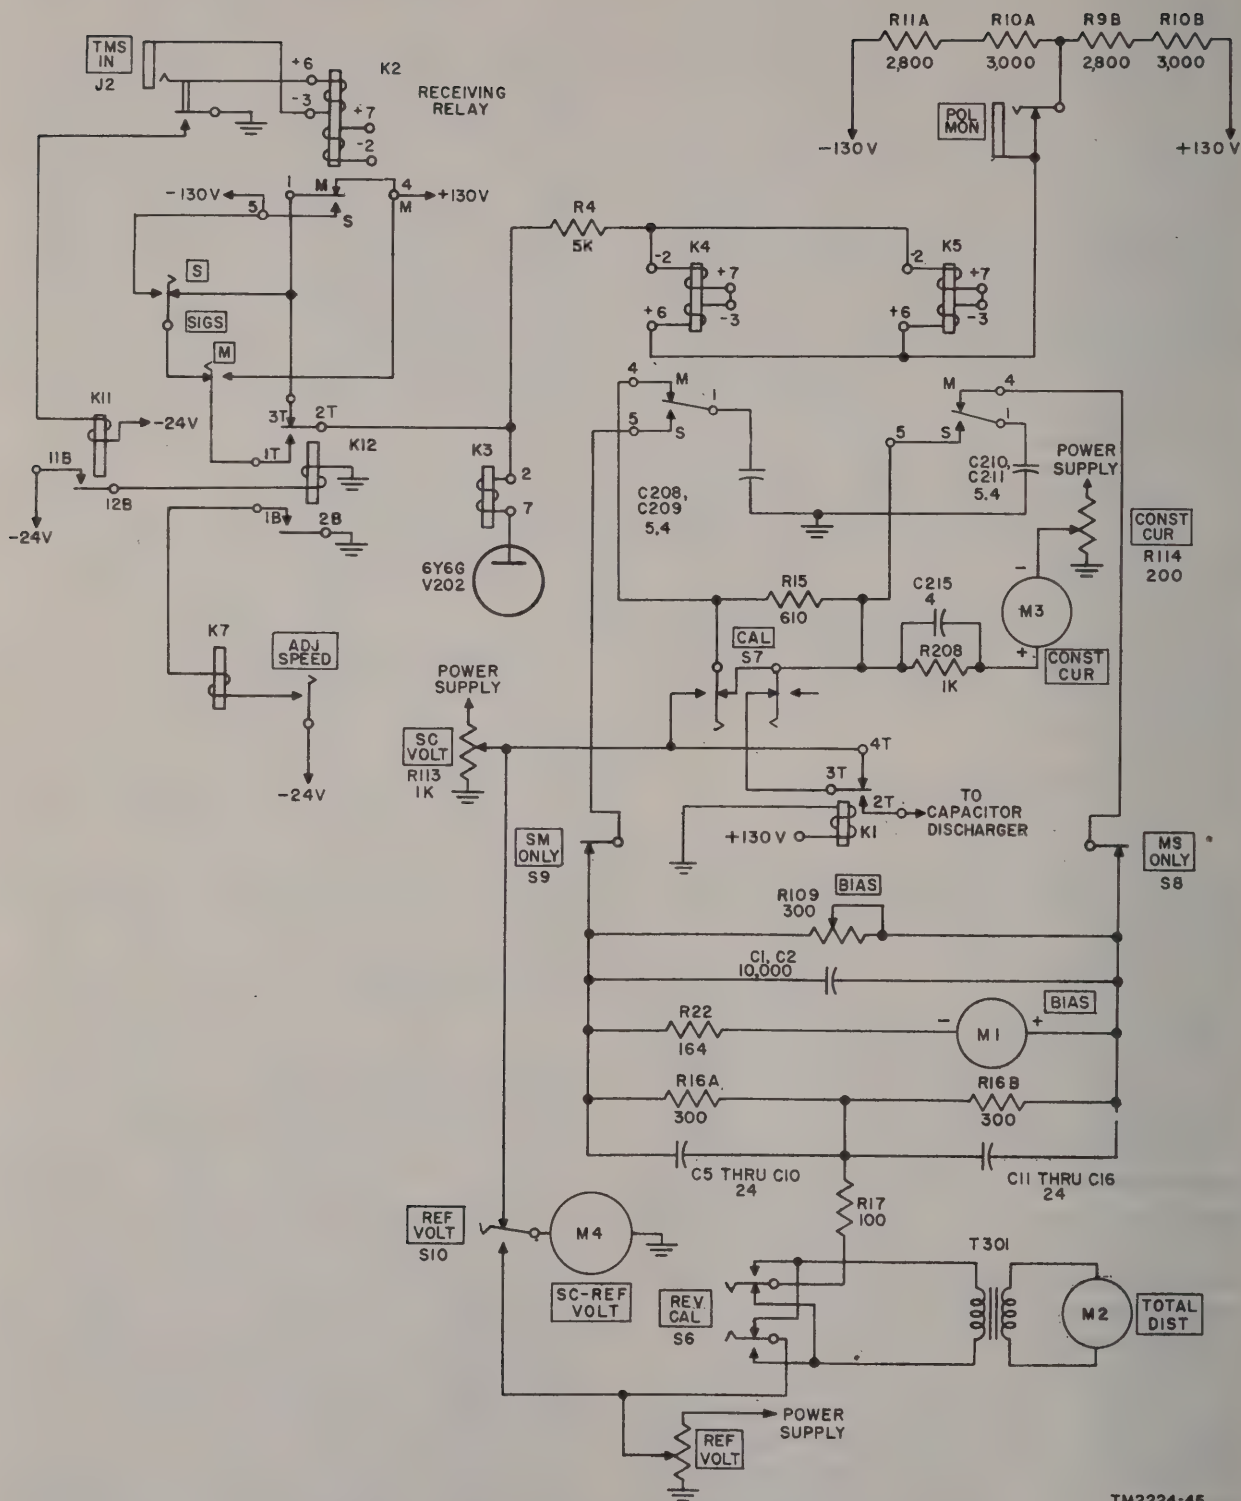 R11A R10A R9B R10B
2,800 3,000 2,800 3,000
-130V +130V
POL
MON
TMS
IN
J2
+6
-3
K2
+7
-2
RECEIVING
RELAY
-130V
5
1
M
S
4
M
+130V
S
SIGS
M
R4
5K
K4
-2
+7
-3
+6
K5
-2
+7
-3
+6
K11
-24V
11B
12B
-24V
3T
2T
1T
K12
1B
2B
K3
2
7
6Y6G
V202
4
M
1
5
S
C208,
C209
5.4
M
4
1
5
S
C210,
C211
5.4
POWER
SUPPLY
CONST
CUR
R114
200
K7
ADJ
SPEED
-24V
R15
610
C215
4
R208
1K
-
M3
+
CONST
CUR
CAL
S7
POWER
SUPPLY
SC
VOLT
R113
1K
4T
3T
2T
TO
CAPACITOR
DISCHARGER
+130V
K1
SM
ONLY
S9
MS
ONLY
S8
R109
300
BIAS
C1, C2
10,000
R22
164
-
M1
+
BIAS
R16A
300
R16B
300
C5 THRU C10
24
C11 THRU C16
24
R17
100
REF
VOLT
S10
M4
SC-REF
VOLT
REV
CAL
S6
T301
M2
TOTAL
DIST
POWER
SUPPLY
REF
VOLT
TM2224-45